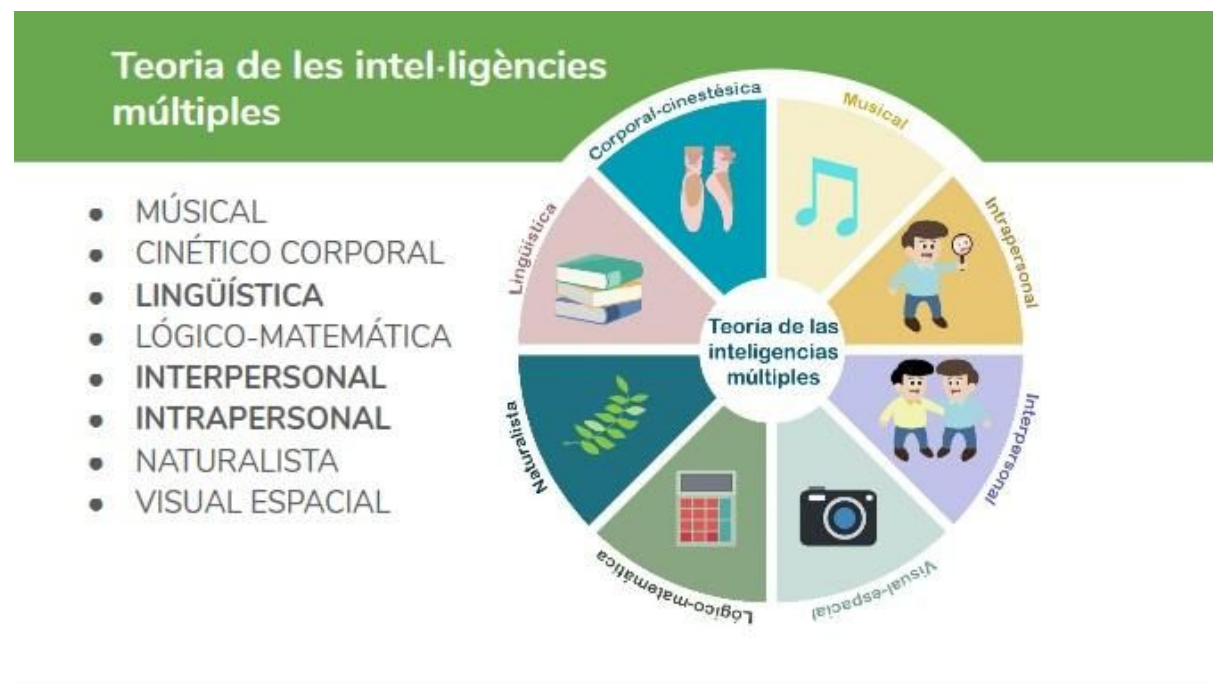 Teoria de les intel·ligències
múltiples
● MÚSICAL
● CINÉTICO CORPORAL
● LINGÜÍSTICA
● LÓGICO-MATEMÁTICA
● INTERPERSONAL
● INTRAPERSONAL
● NATURALISTA
● VISUAL ESPACIAL
Corporal-cinestésica
Musical
Intrapersonal
Interpersonal
Visual-espacial
Lógico-matemática
Naturalista
Lingüística
Teoría de las
inteligencias
múltiples